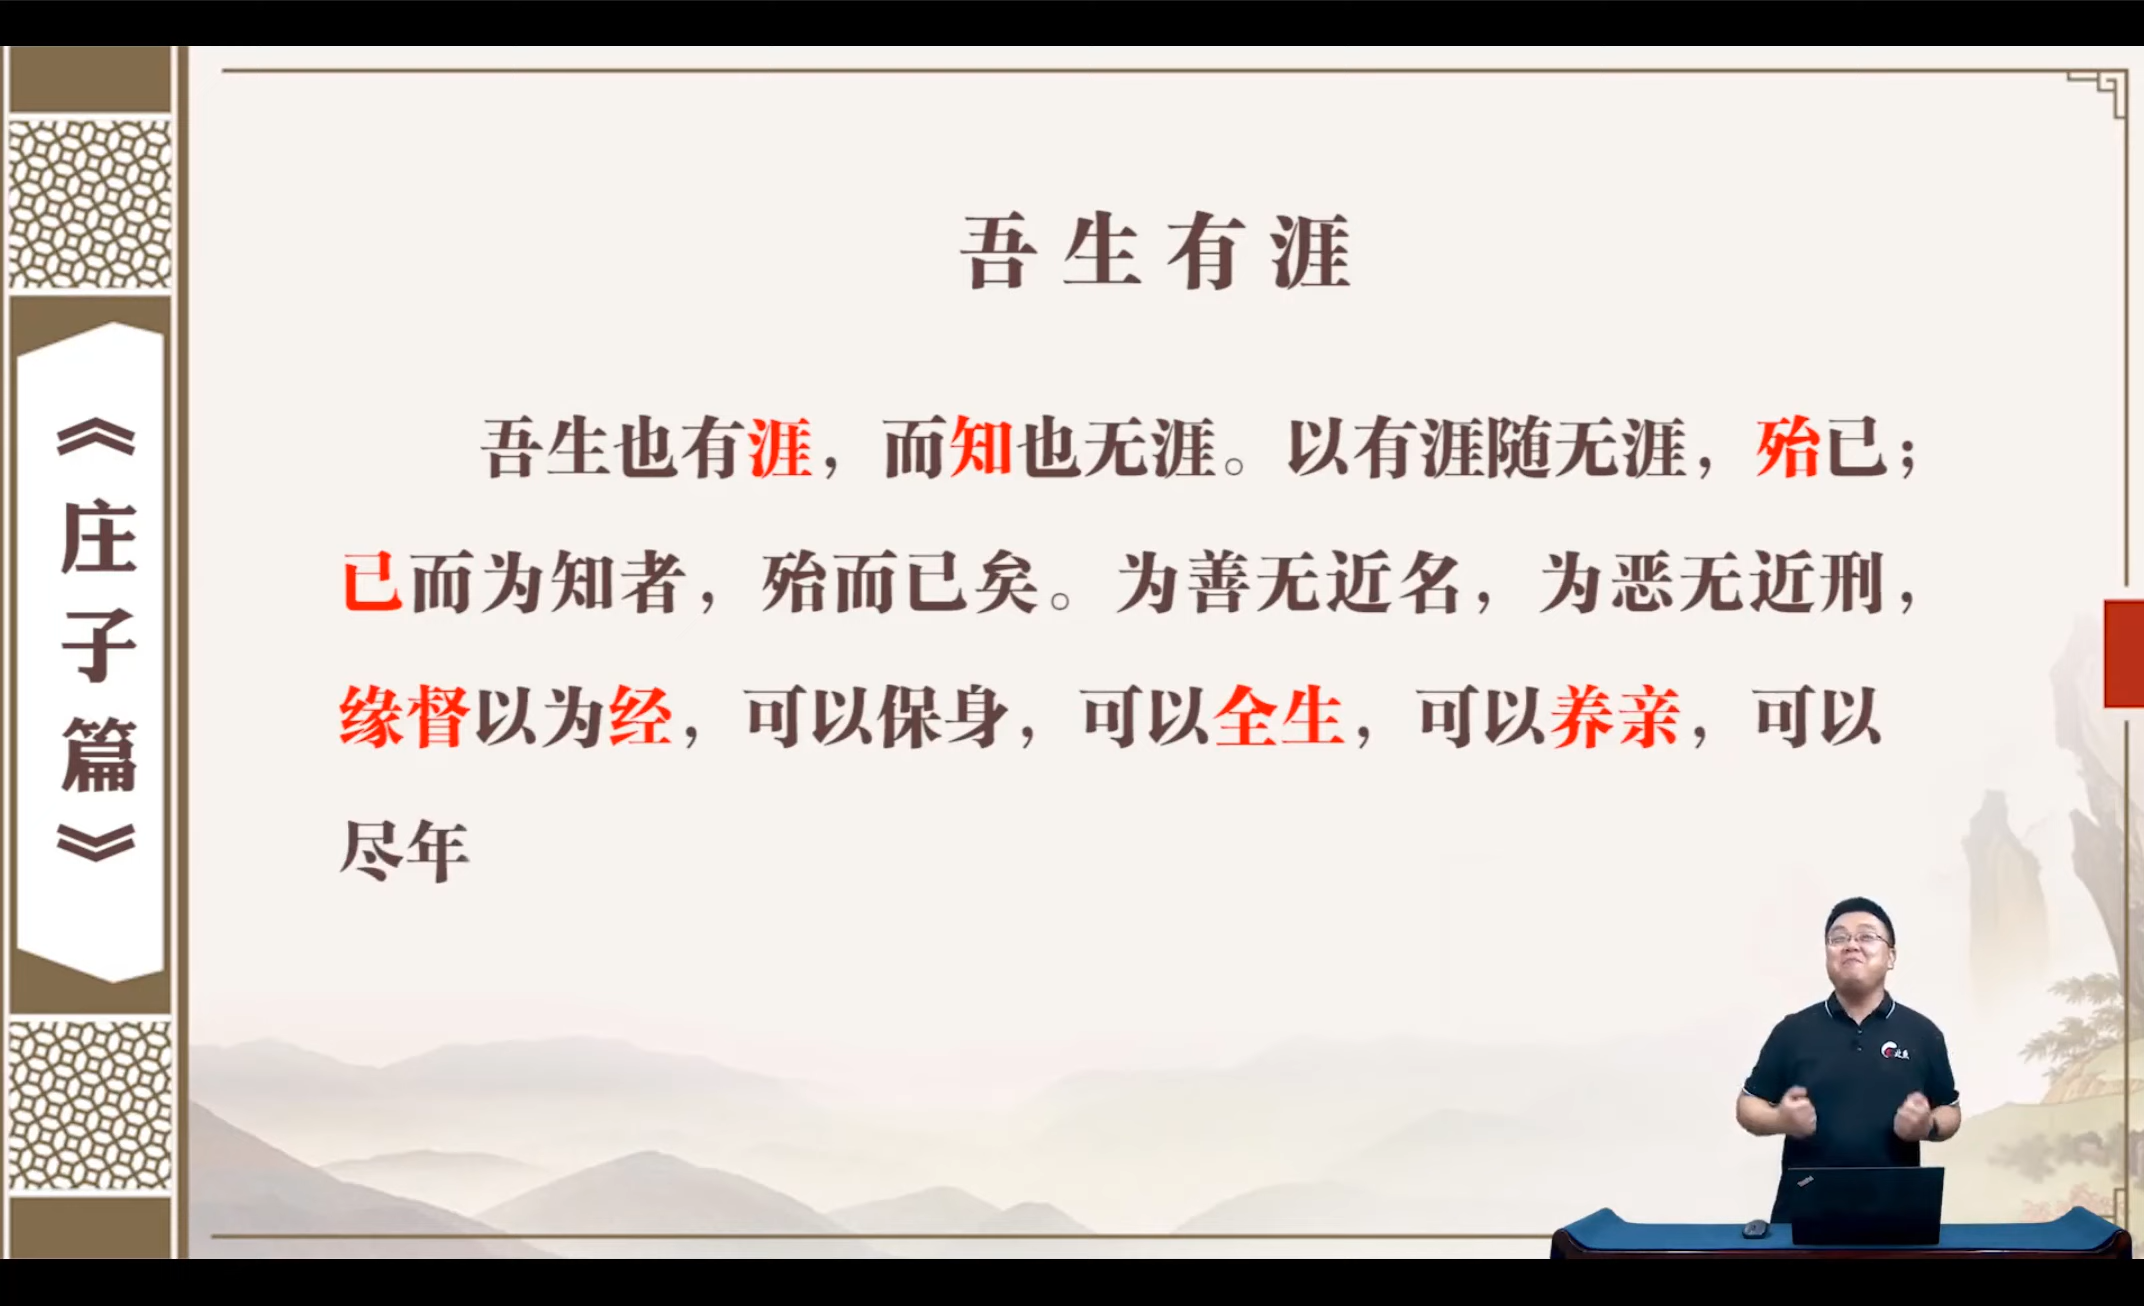 吾生有涯
《庄子篇》
吾生也有涯，而知也无涯。以有涯随无涯，殆已；
已而为知者，殆而已矣。为善无近名，为恶无近刑，
缘督以为经，可以保身，可以全生，可以养亲，可以
尽年